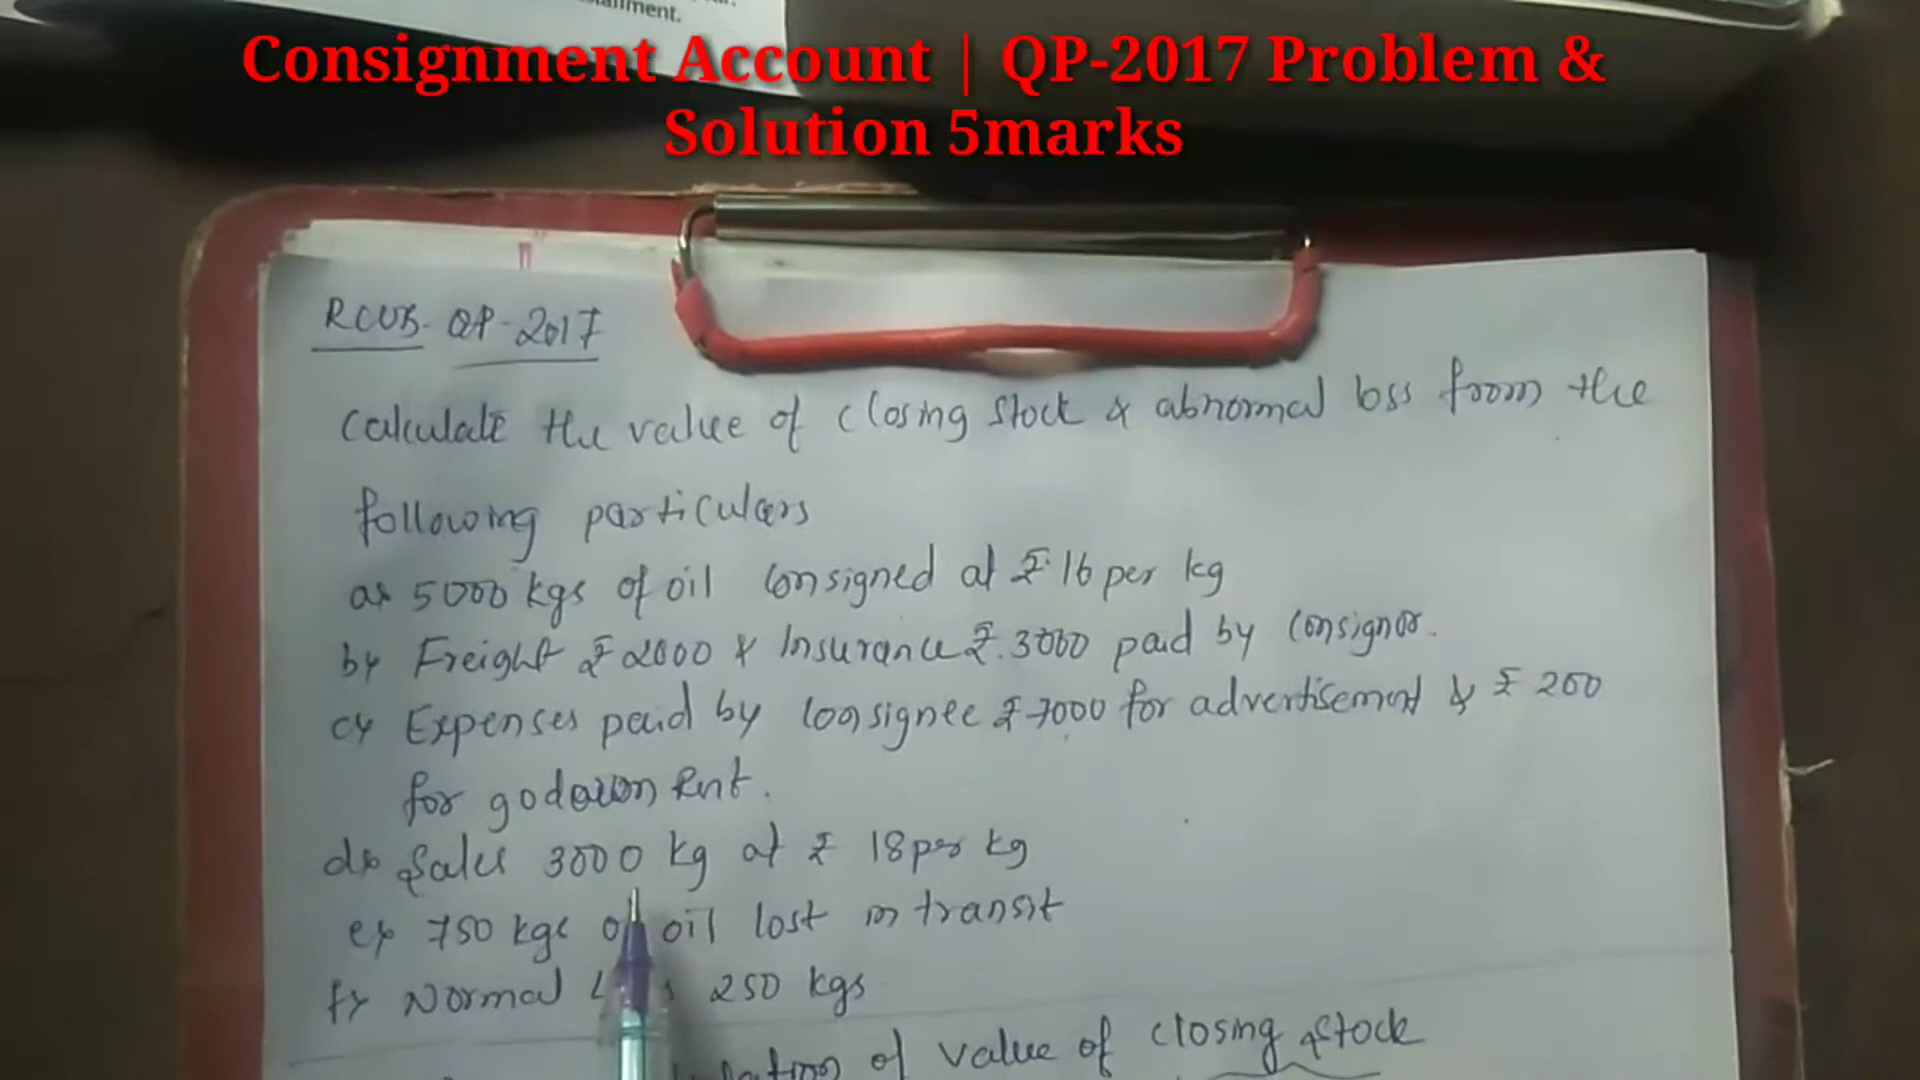 allment.
Consignment Account | QP-2017 Problem &
Solution 5marks
RCUB QP-2017
Calculate the value of closing stock & abnormal loss from the
following particulars
a> 5000 kgs of oil consigned at ₹ 16 per kg
b> Freight ₹ 2000 & Insurance ₹. 3000 paid by consignor.
c> Expenses paid by consignee ₹ 7000 for advertisement & ₹ 200
for godown Rent.
d> Sales 3000 kg at ₹ 18 per kg
e> 750 kgs of oil lost in transit
f> Normal 250 kgs
of value of closing stock